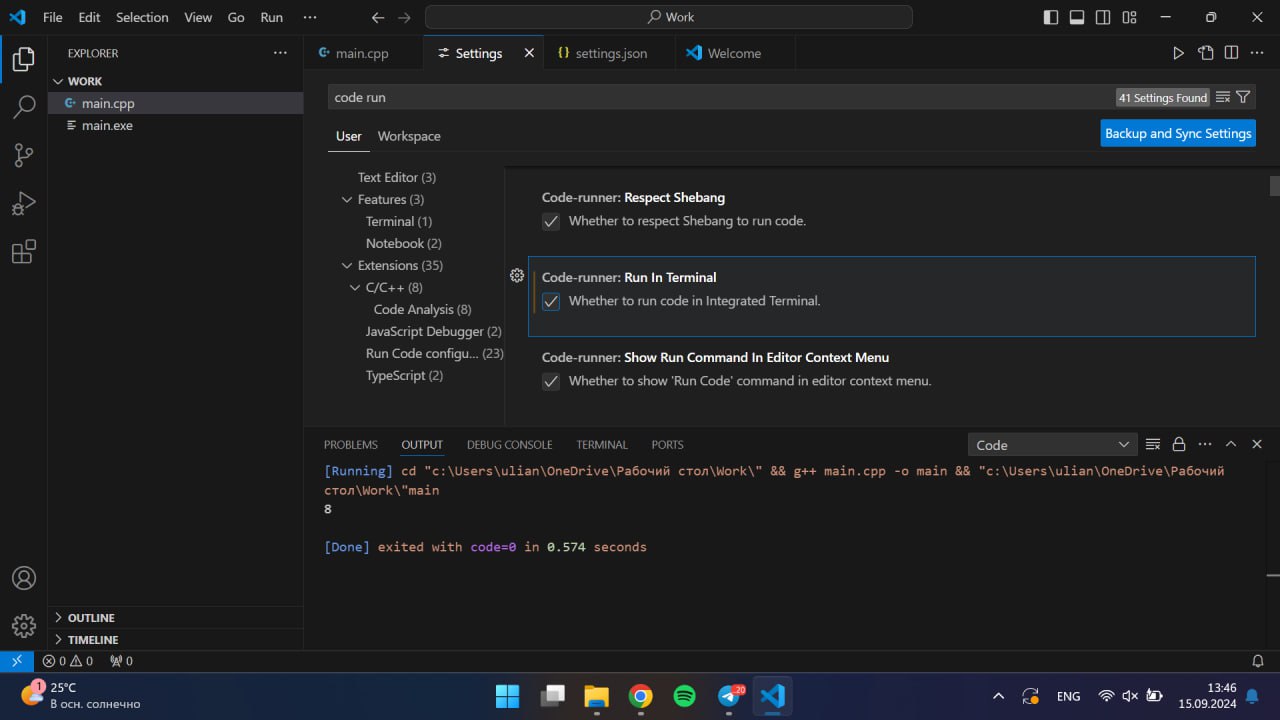 File Edit Selection View Go Run ··· Work
EXPLORER ···
WORK
main.cpp
main.exe
OUTLINE
TIMELINE
main.cpp Settings settings.json Welcome
code run 41 Settings Found
User Workspace Backup and Sync Settings
Text Editor (3)
Features (3)
Terminal (1)
Notebook (2)
Extensions (35)
C/C++ (8)
Code Analysis (8)
JavaScript Debugger (2)
Run Code configu... (23)
TypeScript (2)
Code-runner: Respect Shebang
Whether to respect Shebang to run code.
Code-runner: Run In Terminal
Whether to run code in Integrated Terminal.
Code-runner: Show Run Command In Editor Context Menu
Whether to show 'Run Code' command in editor context menu.
PROBLEMS OUTPUT DEBUG CONSOLE TERMINAL PORTS Code
[Running] cd "c:\Users\ulian\OneDrive\Рабочий стол\Work\" && g++ main.cpp -o main && "c:\Users\ulian\OneDrive\Рабочий
стол\Work\"main
8
[Done] exited with code=0 in 0.574 seconds
0 0 0
1 25°C
В осн. солнечно
20
ENG
13:46
15.09.2024